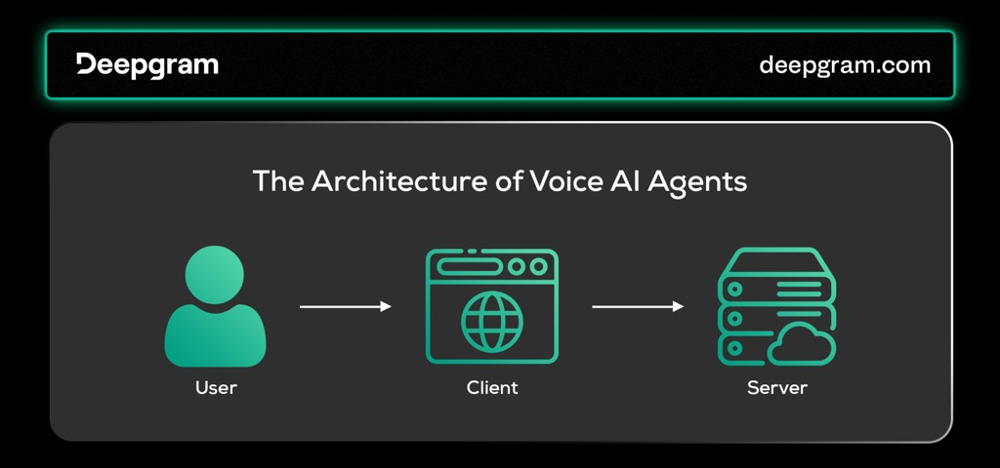 Deepgram
deepgram.com
The Architecture of Voice AI Agents
User
Client
Server